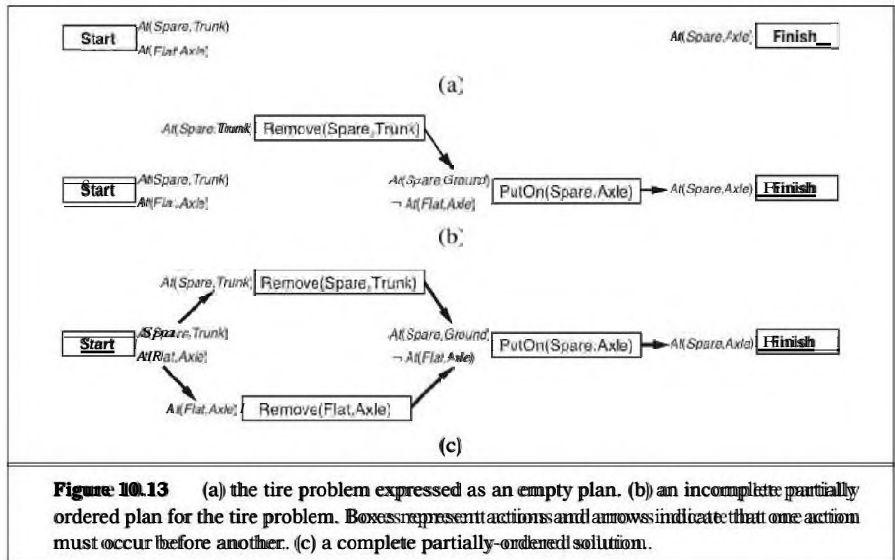 At(Spare,Trunk)
Start
At(Flat,Axle)
At(Spare,Axle) Finish
(a)
At(Spare,Trunk) Remove(Spare,Trunk)
Start At(Spare,Trunk)
At(Flat,Axle)
At(Spare,Ground)
¬ At(Flat,Axle)
PutOn(Spare,Axle) At(Spare,Axle) Finish
(b)
At(Spare,Trunk) Remove(Spare,Trunk)
Start At(Spare,Trunk)
At(Flat,Axle)
At(Spare,Ground)
¬ At(Flat,Axle)
PutOn(Spare,Axle) At(Spare,Axle) Finish
At(Flat,Axle) Remove(Flat,Axle)
(c)
Figure 10.13 (a) the tire problem expressed as an empty plan. (b) an incomplete partially
ordered plan for the tire problem. Boxes represent actions and arrows indicate that one action
must occur before another. (c) a complete partially-ordered solution.